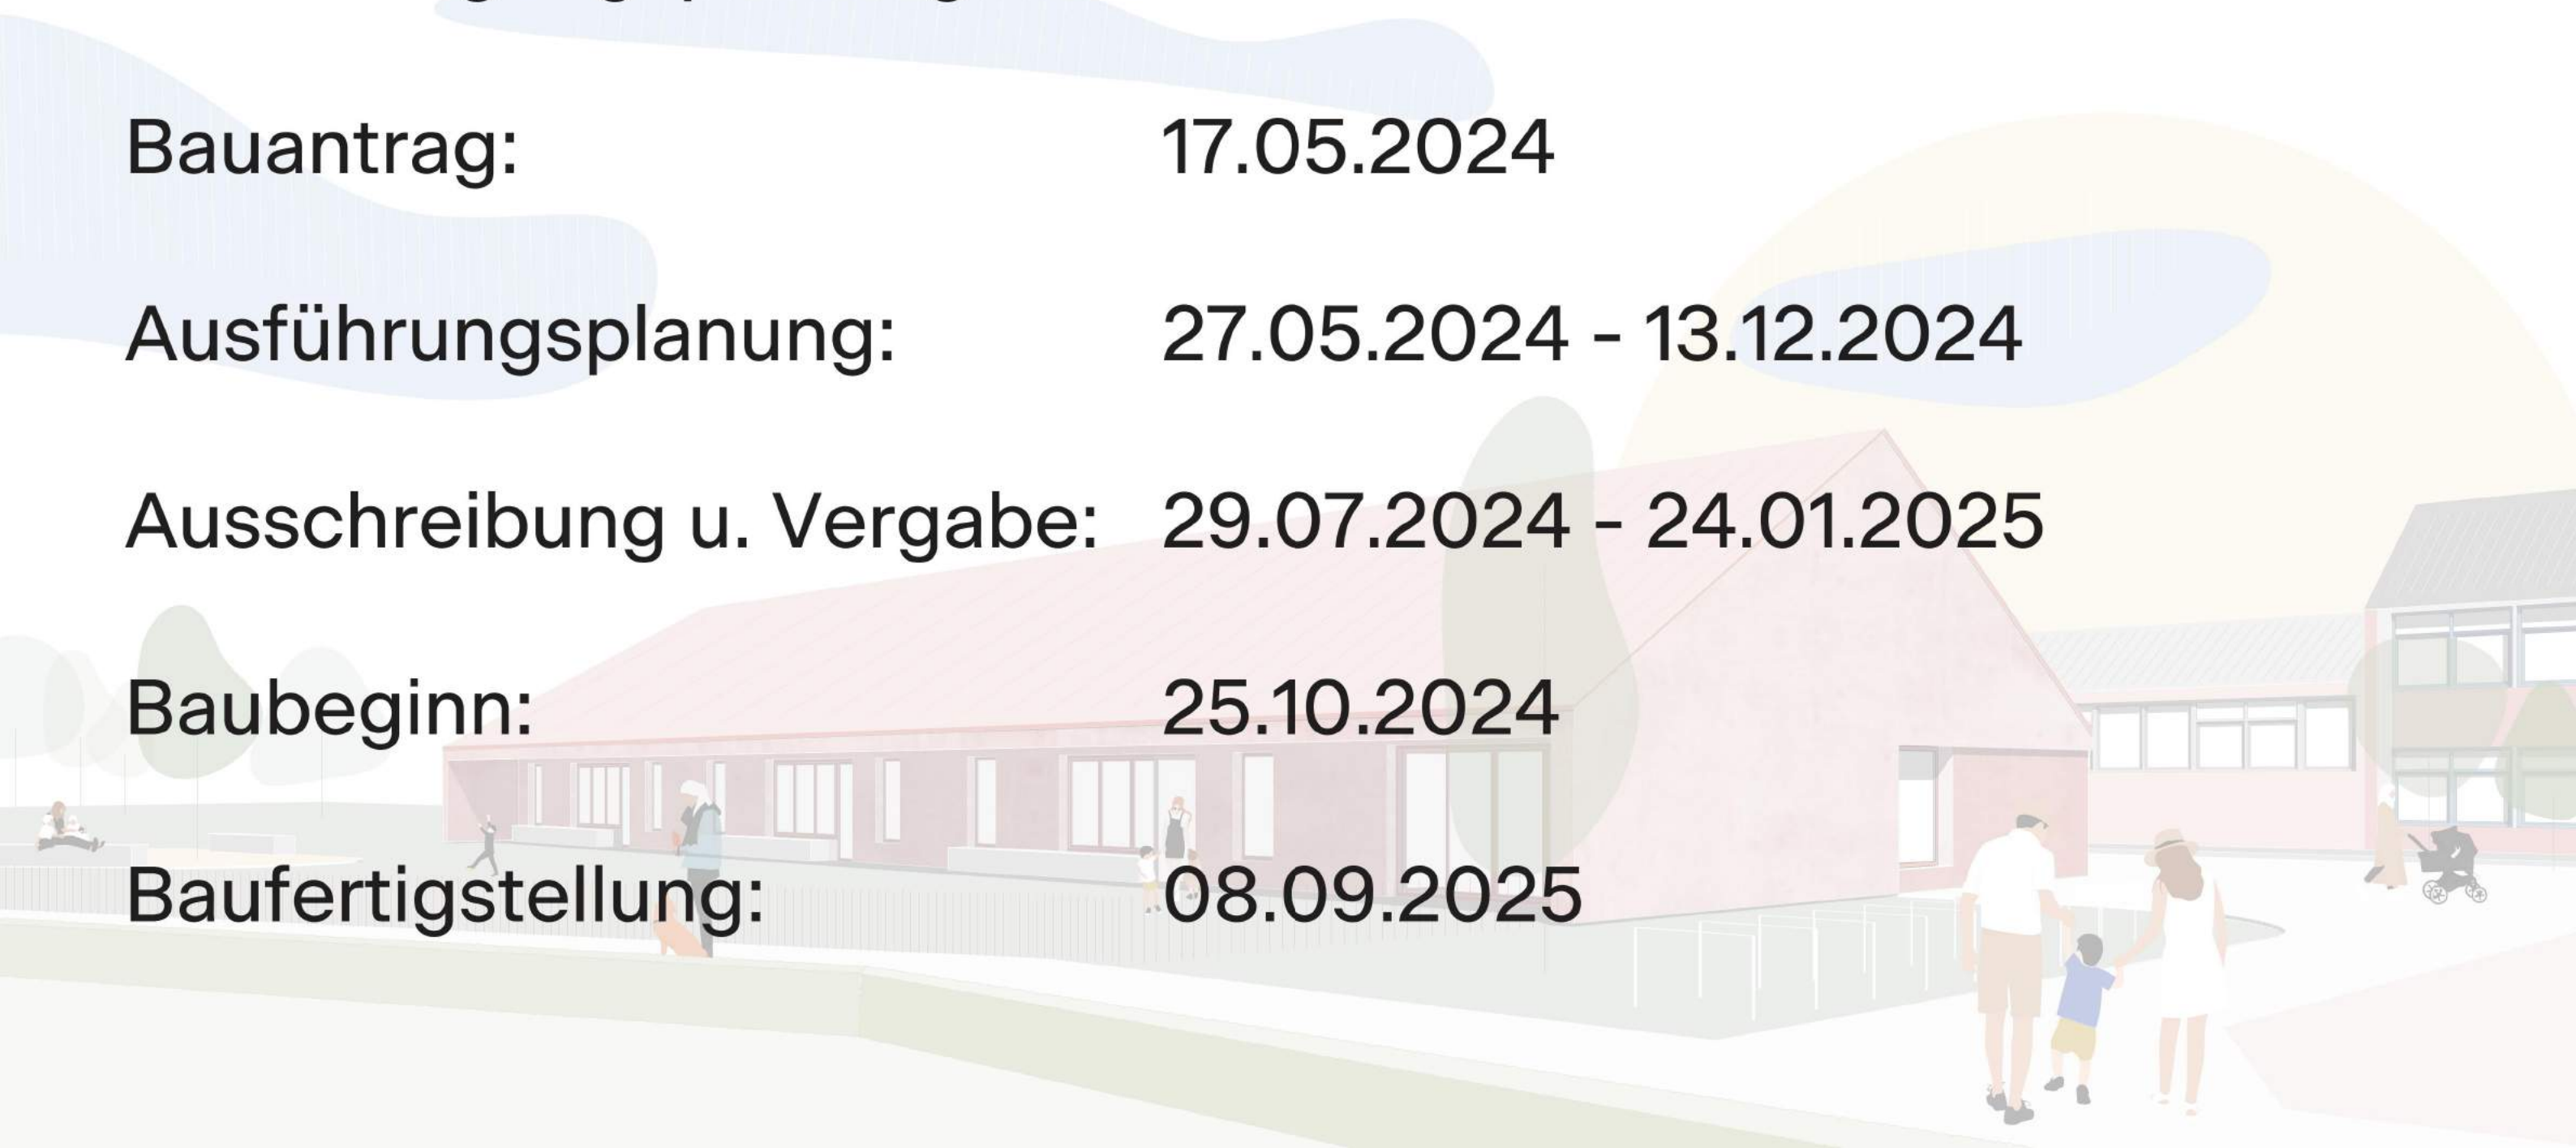 Bauantrag: 17.05.2024
Ausführungsplanung: 27.05.2024 - 13.12.2024
Ausschreibung u. Vergabe: 29.07.2024 - 24.01.2025
Baubeginn: 25.10.2024
Baufertigstellung: 08.09.2025